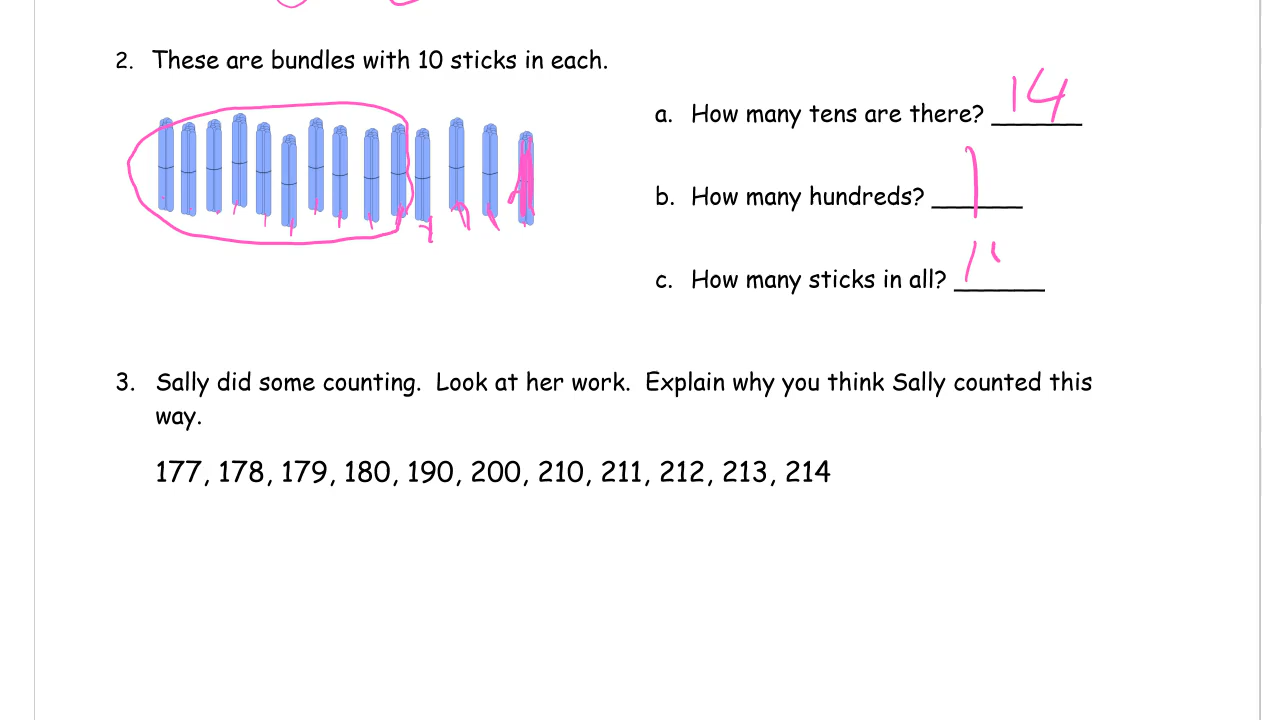 2. These are bundles with 10 sticks in each.
a. How many tens are there? 14
b. How many hundreds? 1
c. How many sticks in all? 1
3. Sally did some counting. Look at her work. Explain why you think Sally counted this
way.
177, 178, 179, 180, 190, 200, 210, 211, 212, 213, 214